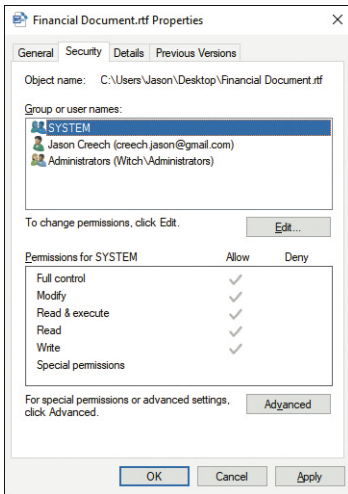 Financial Document.rtf Properties
General Security Details Previous Versions
Object name: C:\Users\Jason\Desktop\Financial Document.rtf
Group or user names:
SYSTEM
Jason Creech (creech.jason@gmail.com)
Administrators (Witch\Administrators)
To change permissions, click Edit.
Edit...
Permissions for SYSTEM Allow Deny
Full control
Modify
Read & execute
Read
Write
Special permissions
For special permissions or advanced settings,
click Advanced.
Advanced
OK Cancel Apply